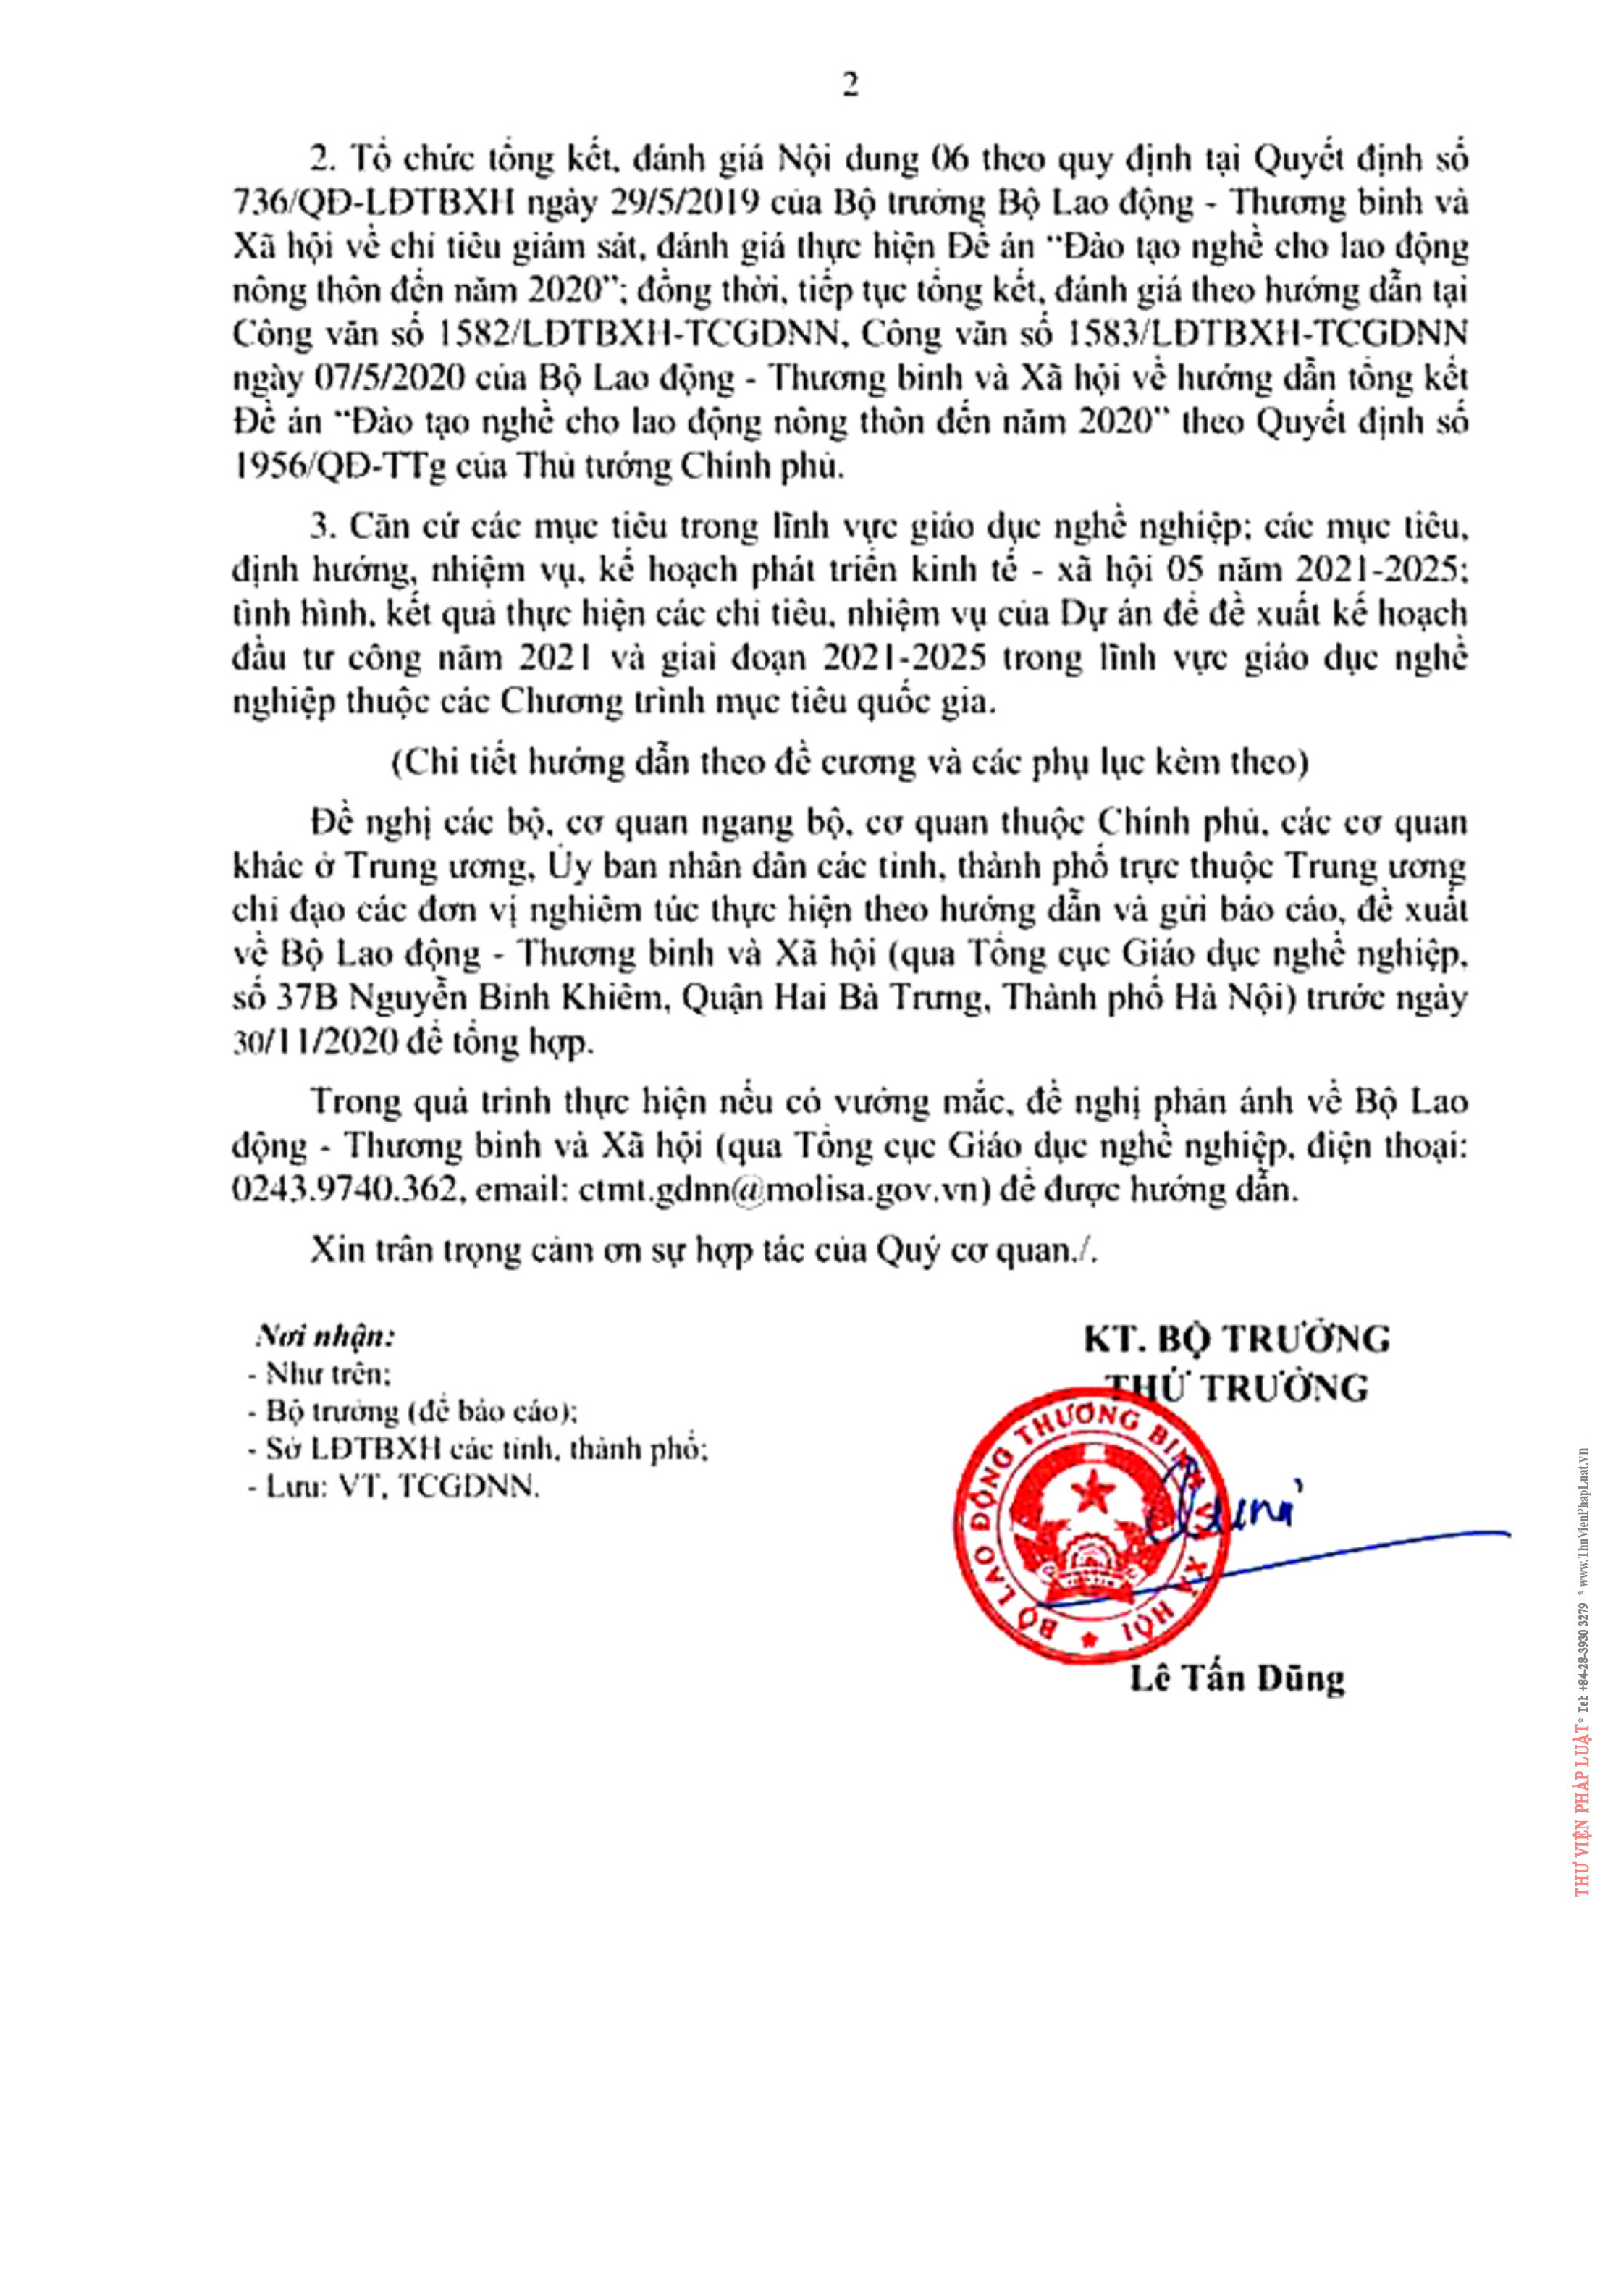 2
2. Tổ chức tổng kết, đánh giá Nội dung 06 theo quy định tại Quyết định số
736/QĐ-LĐTBXH ngày 29/5/2019 của Bộ trưởng Bộ Lao động - Thương binh và
Xã hội về chỉ tiêu giám sát, đánh giá thực hiện Đề án “Đào tạo nghề cho lao động
nông thôn đến năm 2020”; đồng thời, tiếp tục tổng kết, đánh giá theo hướng dẫn tại
Công văn số 1582/LĐTBXH-TCGDNN, Công văn số 1583/LĐTBXH-TCGDNN
ngày 07/5/2020 của Bộ Lao động - Thương binh và Xã hội về hướng dẫn tổng kết
Đề án “Đào tạo nghề cho lao động nông thôn đến năm 2020” theo Quyết định số
1956/QĐ-TTg của Thủ tướng Chính phủ.
3. Căn cứ các mục tiêu trong lĩnh vực giáo dục nghề nghiệp; các mục tiêu,
định hướng, nhiệm vụ, kế hoạch phát triển kinh tế - xã hội 05 năm 2021-2025;
tình hình, kết quả thực hiện các chỉ tiêu, nhiệm vụ của Dự án để đề xuất kế hoạch
đầu tư công năm 2021 và giai đoạn 2021-2025 trong lĩnh vực giáo dục nghề
nghiệp thuộc các Chương trình mục tiêu quốc gia.
(Chi tiết hướng dẫn theo đề cương và các phụ lục kèm theo)
Đề nghị các bộ, cơ quan ngang bộ, cơ quan thuộc Chính phủ, các cơ quan
khác ở Trung ương, Ủy ban nhân dân các tỉnh, thành phố trực thuộc Trung ương
chỉ đạo các đơn vị nghiêm túc thực hiện theo hướng dẫn và gửi báo cáo, đề xuất
về Bộ Lao động - Thương binh và Xã hội (qua Tổng cục Giáo dục nghề nghiệp,
số 37B Nguyễn Bỉnh Khiêm, Quận Hai Bà Trưng, Thành phố Hà Nội) trước ngày
30/11/2020 để tổng hợp.
Trong quá trình thực hiện nếu có vướng mắc, đề nghị phản ánh về Bộ Lao
động - Thương binh và Xã hội (qua Tổng cục Giáo dục nghề nghiệp, điện thoại:
0243.9740.362, email: ctmt.gdnn@molisa.gov.vn) để được hướng dẫn.
Xin trân trọng cảm ơn sự hợp tác của Quý cơ quan./.
Nơi nhận:
- Như trên;
- Bộ trưởng (để báo cáo);
- Sở LĐTBXH các tỉnh, thành phố;
- Lưu: VT, TCGDNN.
KT. BỘ TRƯỞNG
THỨ TRƯỞNG
BỘ LAO ĐỘNG THƯƠNG BINH VÀ XÃ HỘI
Lê Tấn Dũng
THƯ VIỆN PHÁP LUẬT * Tel: +84-28-3930 3279 * www.ThuVienPhapLuat.vn